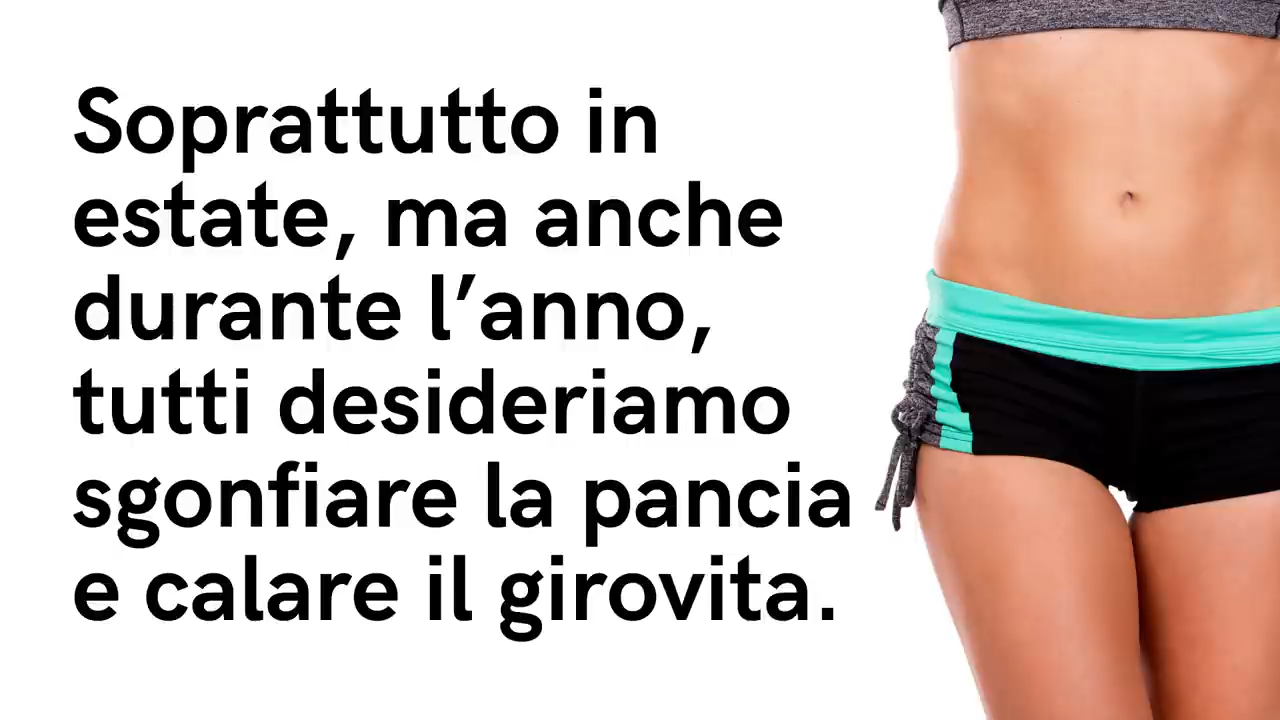 Soprattutto in
estate, ma anche
durante l’anno,
tutti desideriamo
sgonfiare la pancia
e calare il girovita.